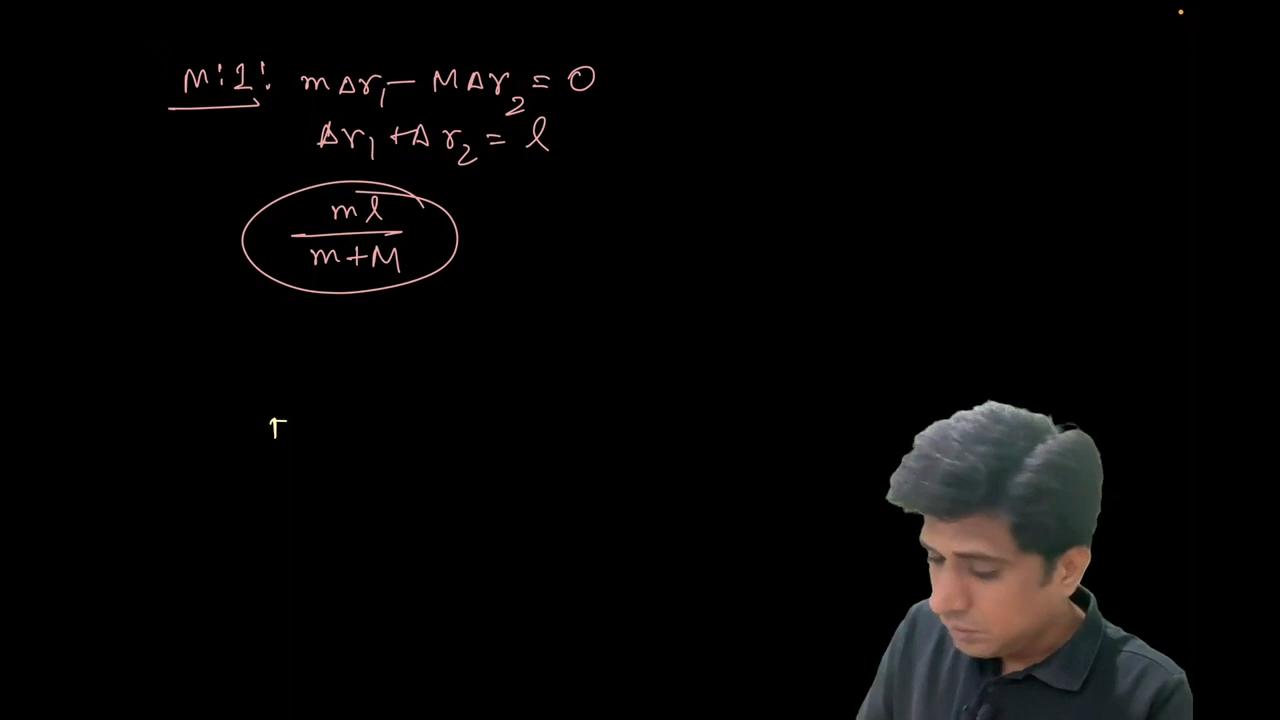 M:1: mΔr₁ − MΔr₂ = 0
Δr₁ + Δr₂ = l
ml
m+M